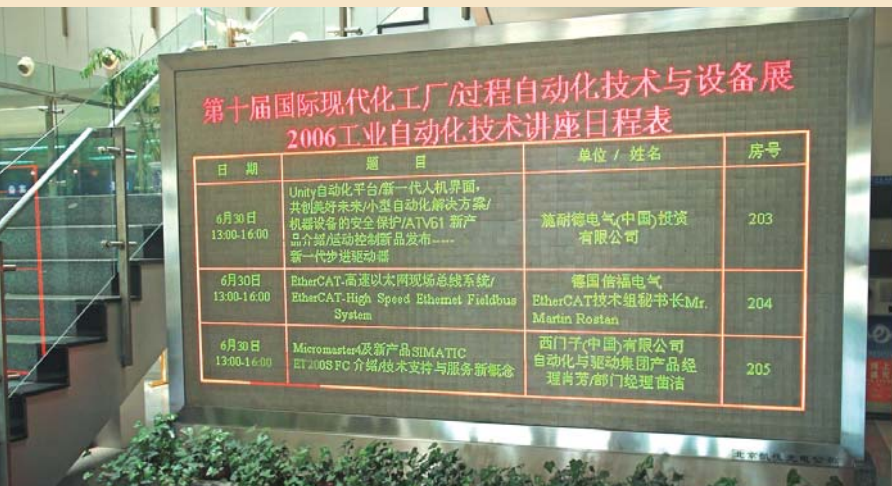 第十届国际现代化工厂/过程自动化技术与设备展
2006工业自动化技术讲座日程表
日 期
题 目
单位 / 姓名
房号
6月30日
13:00-16:00
Unity自动化平台/新一代人机界面，
共创美好未来/小型自动化解决方案/
机器设备的安全保护/ATV61 新产
品介绍/运动控制新品发布-----
新一代步进驱动器
施耐德电气(中国)投资
有限公司
203
6月30日
13:00-16:00
EtherCAT-高速以太网现场总线系统/
EtherCAT-High Speed Ethernet Fieldbus
System
德国倍福电气
EtherCAT技术组秘书长Mr.
Martin Rostan
204
6月30日
13:00-16:00
Micromaster4及新产品SIMATIC
ET200S FC 介绍/技术支持与服务新概念
西门子(中国)有限公司
自动化与驱动集团产品经
理肖芳/部门经理苗洁
205